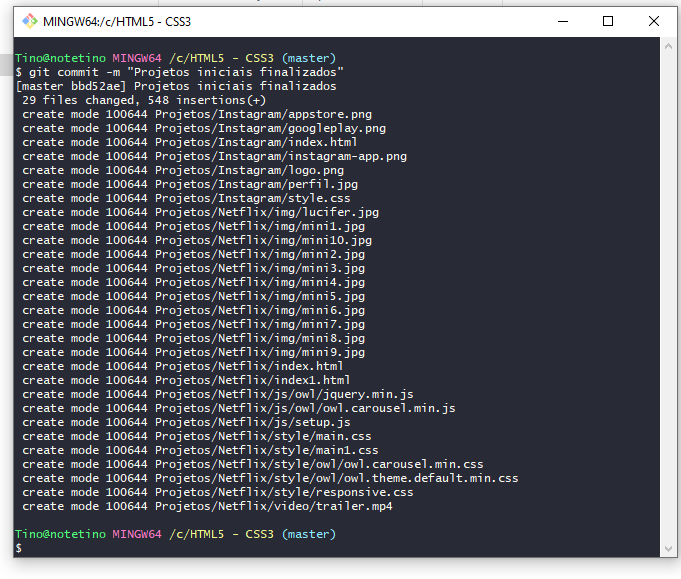 MINGW64:/c/HTML5 - CSS3
Tino@notetino MINGW64 /c/HTML5 - CSS3 (master)
$ git commit -m "Projetos iniciais finalizados"
[master bbd52ae] Projetos iniciais finalizados
 29 files changed, 548 insertions(+)
 create mode 100644 Projetos/Instagram/appstore.png
 create mode 100644 Projetos/Instagram/googleplay.png
 create mode 100644 Projetos/Instagram/index.html
 create mode 100644 Projetos/Instagram/instagram-app.png
 create mode 100644 Projetos/Instagram/logo.png
 create mode 100644 Projetos/Instagram/perfil.jpg
 create mode 100644 Projetos/Instagram/style.css
 create mode 100644 Projetos/Netflix/img/lucifer.jpg
 create mode 100644 Projetos/Netflix/img/mini1.jpg
 create mode 100644 Projetos/Netflix/img/mini10.jpg
 create mode 100644 Projetos/Netflix/img/mini2.jpg
 create mode 100644 Projetos/Netflix/img/mini3.jpg
 create mode 100644 Projetos/Netflix/img/mini4.jpg
 create mode 100644 Projetos/Netflix/img/mini5.jpg
 create mode 100644 Projetos/Netflix/img/mini6.jpg
 create mode 100644 Projetos/Netflix/img/mini7.jpg
 create mode 100644 Projetos/Netflix/img/mini8.jpg
 create mode 100644 Projetos/Netflix/img/mini9.jpg
 create mode 100644 Projetos/Netflix/index.html
 create mode 100644 Projetos/Netflix/index1.html
 create mode 100644 Projetos/Netflix/js/owl/jquery.min.js
 create mode 100644 Projetos/Netflix/js/owl/owl.carousel.min.js
 create mode 100644 Projetos/Netflix/js/setup.js
 create mode 100644 Projetos/Netflix/style/main.css
 create mode 100644 Projetos/Netflix/style/main1.css
 create mode 100644 Projetos/Netflix/style/owl/owl.carousel.min.css
 create mode 100644 Projetos/Netflix/style/owl/owl.theme.default.min.css
 create mode 100644 Projetos/Netflix/style/responsive.css
 create mode 100644 Projetos/Netflix/video/trailer.mp4
Tino@notetino MINGW64 /c/HTML5 - CSS3 (master)
$